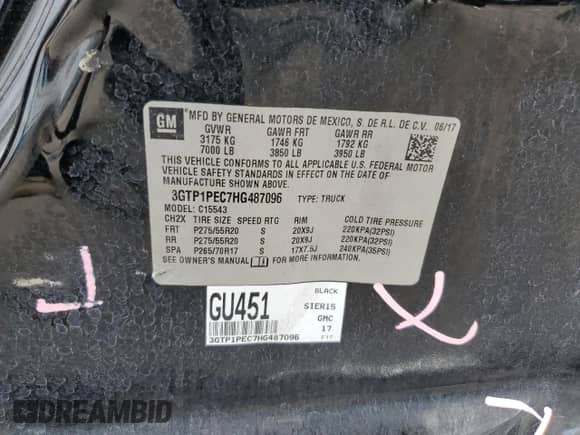 GM
MFD BY GENERAL MOTORS DE MEXICO, S. DE R.L. DE C.V. 06/17
GVWR GAWR FRT GAWR RR
3175 KG 1746 KG 1792 KG
7000 LB 3850 LB 3950 LB
THIS VEHICLE CONFORMS TO ALL APPLICABLE U.S. FEDERAL MOTOR
VEHICLE SAFETY STANDARDS IN EFFECT ON THE DATE OF
MANUFACTURE SHOWN ABOVE.
3GTP1PEC7HG487096 TYPE: TRUCK
MODEL: C15543
CH2X TIRE SIZE SPEED RTG RIM COLD TIRE PRESSURE
FRT P275/55R20 S 20X9J 220KPA(32PSI)
RR P275/55R20 S 20X9J 220KPA(32PSI)
SPA P265/70R17 S 17X7.5J 240KPA(35PSI)
SEE OWNER'S MANUAL FOR MORE INFORMATION.
BLACK
GU451 SIER15
GMC
17
3GTP1PEC7HG487096
DREAMBID